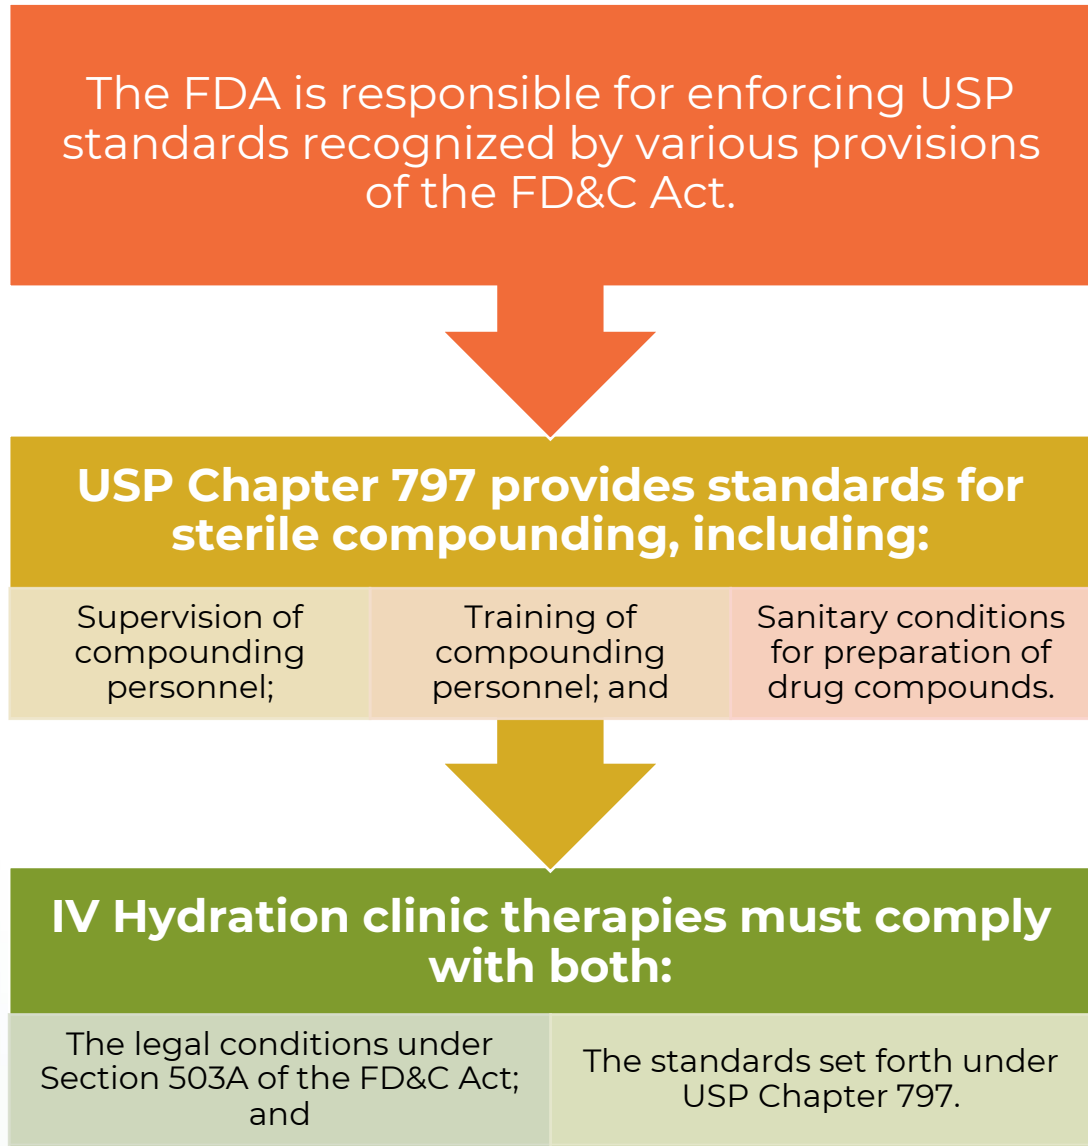 The FDA is responsible for enforcing USP
standards recognized by various provisions
of the FD&C Act.
USP Chapter 797 provides standards for
sterile compounding, including:
Supervision of
compounding
personnel;
Training of
compounding
personnel; and
Sanitary conditions
for preparation of
drug compounds.
IV Hydration clinic therapies must comply
with both:
The legal conditions under
Section 503A of the FD&C Act;
and
The standards set forth under
USP Chapter 797.